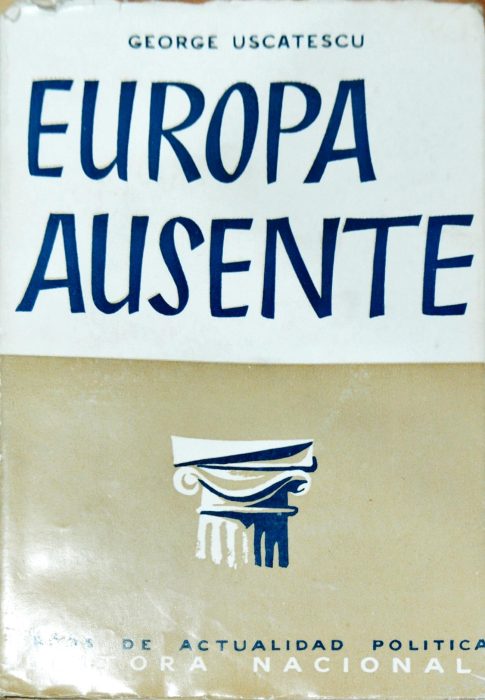 GEORGE USCATESCU
EUROPA
AUSENTE
DE ACTUALIDAD POLITICA
NACIONAL